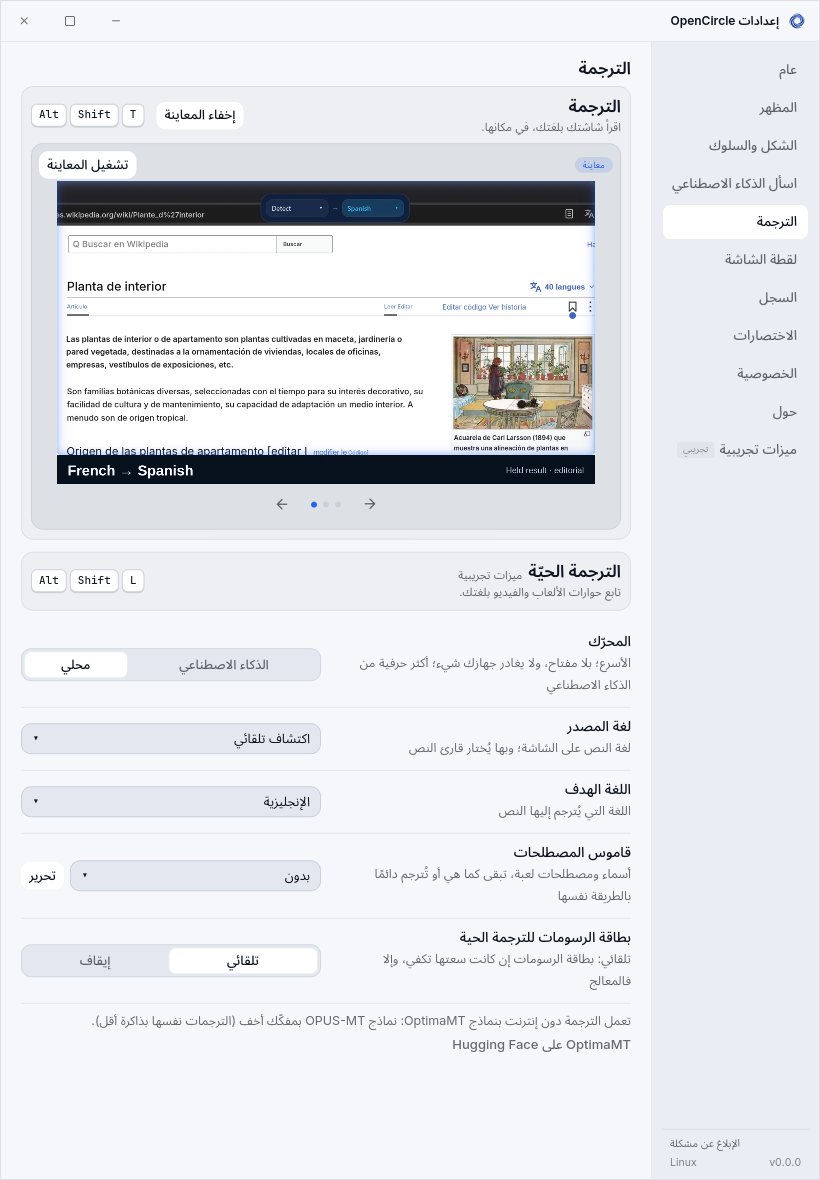 إعدادات OpenCircle
عام
المظهر
الشكل والسلوك
اسأل الذكاء الاصطناعي
الترجمة
لقطة الشاشة
السجل
الاختصارات
الخصوصية
حول
ميزات تجريبية تجريبي
الإبلاغ عن مشكلة
v0.0.0 Linux
الترجمة
الترجمة
اقرأ شاشتك بلغتك، في مكانها.
إخفاء المعاينة
Alt Shift T
معاينة
تشغيل المعاينة
Detect → Spanish
es.wikipedia.org/wiki/Plante_d%27interior
Buscar en Wikipedia Buscar
Ha
Planta de interior 40 langues
Artículo Leer Editar Editar código Ver historia
Las plantas de interior o de apartamento son plantas cultivadas en maceta, jardinería o
pared vegetada, destinadas a la ornamentación de viviendas, locales de oficinas,
empresas, vestíbulos de exposiciones, etc.
Son familias botánicas diversas, seleccionadas con el tiempo para su interés decorativo, su
facilidad de cultura y de mantenimiento, su capacidad de adaptación un medio interior. A
menudo son de origen tropical.
Acuarela de Carl Larsson (1894) que
muestra una alineación de plantas en
Origen de las plantas de apartamento [editar | modifier le
French → Spanish Held result · editorial
الترجمة الحيّة ميزات تجريبية
تابع حوارات الألعاب والفيديو بلغتك.
Alt Shift L
المحرّك
الأسرع؛ بلا مفتاح، ولا يغادر جهازك شيء؛ أكثر حرفية من
الذكاء الاصطناعي
الذكاء الاصطناعي محلي
لغة المصدر
لغة النص على الشاشة؛ وبها يُختار قارئ النص
اكتشاف تلقائي
اللغة الهدف
اللغة التي يُترجم إليها النص
الإنجليزية
قاموس المصطلحات
أسماء ومصطلحات لعبة، تبقى كما هي أو تُترجم دائمًا
بالطريقة نفسها
بدون
تحرير
بطاقة الرسومات للترجمة الحية
تلقائي: بطاقة الرسومات إن كانت سعتها تكفي، وإلا
فالمعالج
تلقائي إيقاف
تعمل الترجمة دون إنترنت بنماذج OptimaMT: نماذج OPUS-MT بمفكّك أخف (الترجمات نفسها بذاكرة أقل).
OptimaMT على Hugging Face